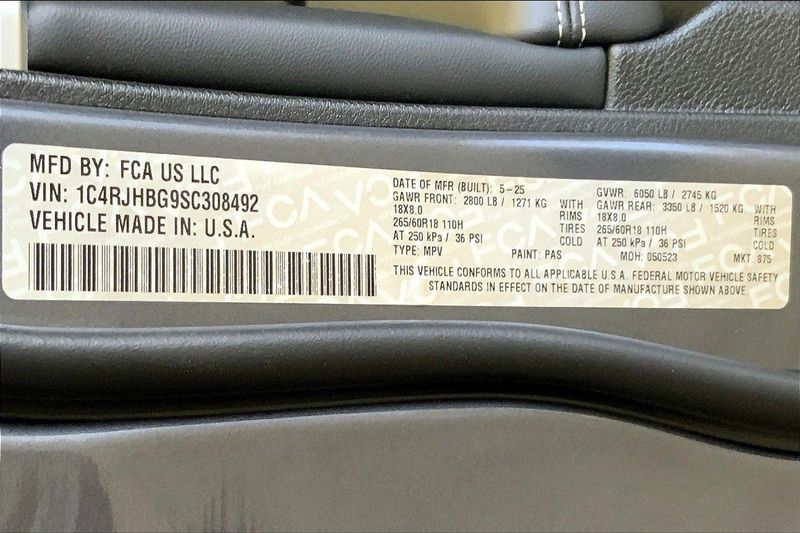 MFD BY: FCA US LLC
VIN: 1C4RJHBG9SC308492
VEHICLE MADE IN: U.S.A.
DATE OF MFR (BUILT): 5-25
GAWR FRONT: 2800 LB / 1271 KG WITH
18X8.0 RIMS
265/60R18 110H TIRES
AT 250 kPa / 36 PSI COLD
TYPE: MPV PAINT: PAS
GVWR: 6050 LB / 2745 KG
GAWR REAR: 3350 LB / 1520 KG WITH
18X8.0 RIMS
265/60R18 110H TIRES
AT 250 kPa / 36 PSI COLD
MDH: 050523 MKT: 875
THIS VEHICLE CONFORMS TO ALL APPLICABLE U.S.A. FEDERAL MOTOR VEHICLE SAFETY
STANDARDS IN EFFECT ON THE DATE OF MANUFACTURE SHOWN ABOVE.